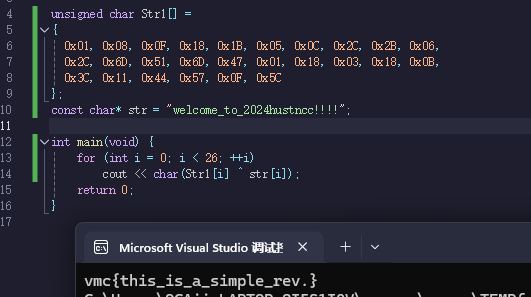 4 unsigned char Str1[] =
5 {
6 0x01, 0x08, 0x0F, 0x18, 0x1B, 0x05, 0x0C, 0x2C, 0x2B, 0x06,
7 0x2C, 0x6D, 0x51, 0x6D, 0x47, 0x01, 0x18, 0x03, 0x18, 0x0B,
8 0x3C, 0x11, 0x44, 0x57, 0x0F, 0x5C
9 };
10 const char* str = "welcome_to_2024hustncc!!!!";
11
12 int main(void) {
13 for (int i = 0; i < 26; ++i)
14 cout << char(Str1[i] ^ str[i]);
15 return 0;
16 }
17
Microsoft Visual Studio 调试
vmc{this_is_a_simple_rev.}